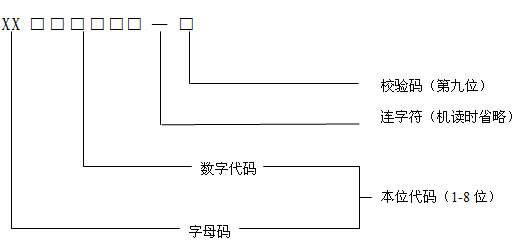 XX □ □ □ □ □ □ — □
校验码（第九位）
连字符（机读时省略）
数字代码
本位代码（1-8 位）
字母码